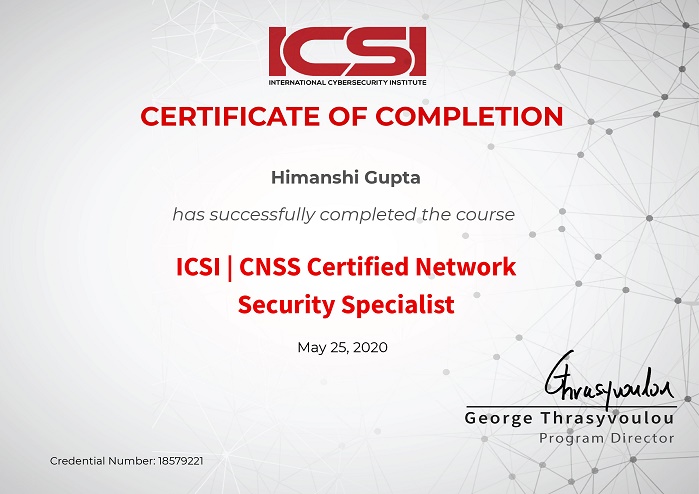 ICSI
INTERNATIONAL CYBERSECURITY INSTITUTE
CERTIFICATE OF COMPLETION
Himanshi Gupta
has successfully completed the course
ICSI | CNSS Certified Network
Security Specialist
May 25, 2020
Thrasyvoulou
George Thrasyvoulou
Program Director
Credential Number: 18579221